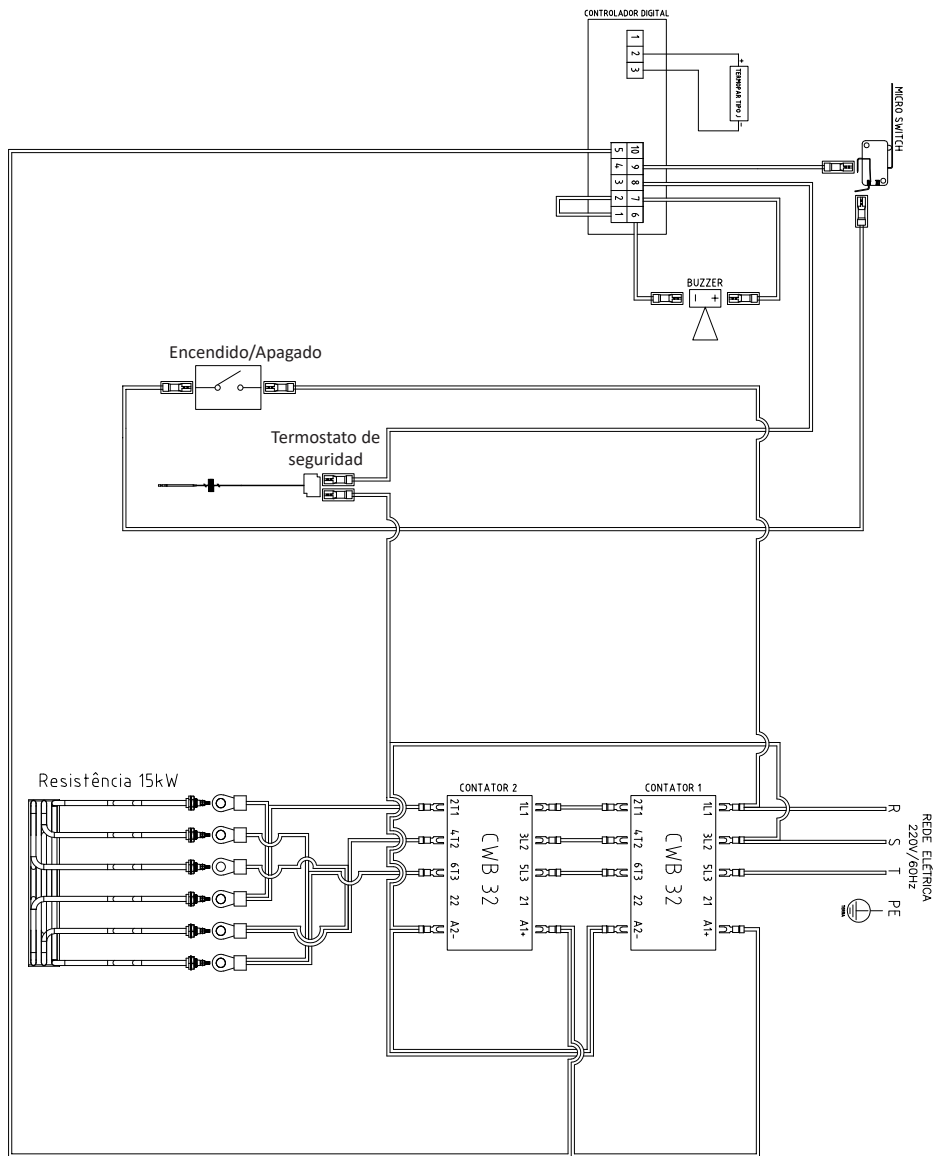 CONTROLADOR DIGITAL
1
2
3
+
TERMOPAR TIPO J
-
MICRO SWITCH
5 10
4 9
3 8
2 7
1 6
BUZZER
- +
Encendido/Apagado
Termostato de
seguridad
Resistência 15kW
CONTATOR 2
2T1 1L1
4T2 3L2
CWB 32
6T3 5L3
22 21
A2- A1+
CONTATOR 1
2T1 1L1
4T2 3L2
CWB 32
6T3 5L3
22 21
A2- A1+
R
S
T
PE
TERRA
REDE ELÉTRICA
220V/60Hz